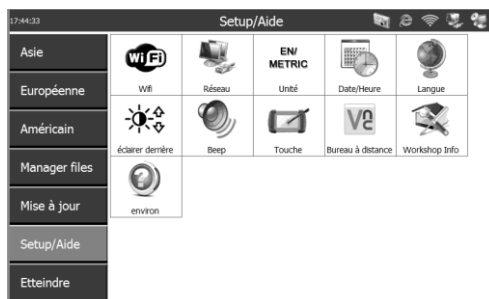 17:44:33
Setup/Aide
Asie
Européenne
Américain
Manager files
Mise à jour
Setup/Aide
Etteindre
WiFi
EN/
METRIC
Wifi
Réseau
Unité
Date/Heure
Langue
VC
éclairer derrière
Beep
Touche
Bureau à distance
Workshop Info
environ